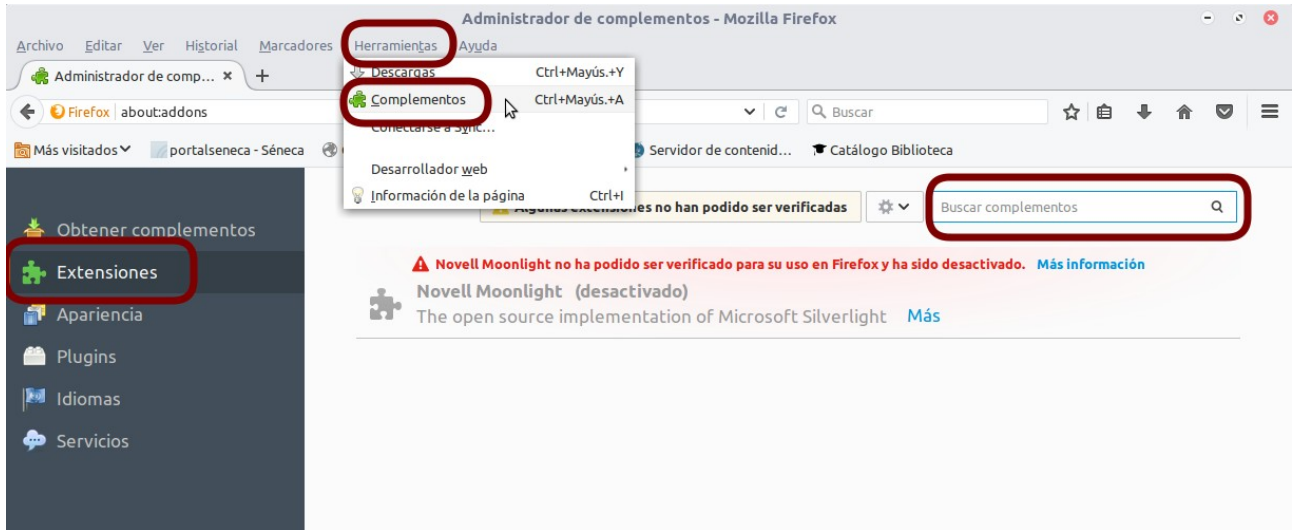 Administrador de complementos - Mozilla Firefox
Archivo Editar Ver Historial Marcadores Herramientas Ayuda
Administrador de comp...
Descargas Ctrl+Mayús.+Y
Complementos Ctrl+Mayús.+A
Conectarse a Sync...
Desarrollador web
Información de la página Ctrl+I
Firefox about:addons
Buscar
Más visitados portalseneca - Séneca Servidor de contenid... Catálogo Biblioteca
Algunas extensiones no han podido ser verificadas
Buscar complementos
Obtener complementos
Extensiones
Apariencia
Plugins
Idiomas
Servicios
Novell Moonlight no ha podido ser verificado para su uso en Firefox y ha sido desactivado. Más información
Novell Moonlight (desactivado)
The open source implementation of Microsoft Silverlight Más